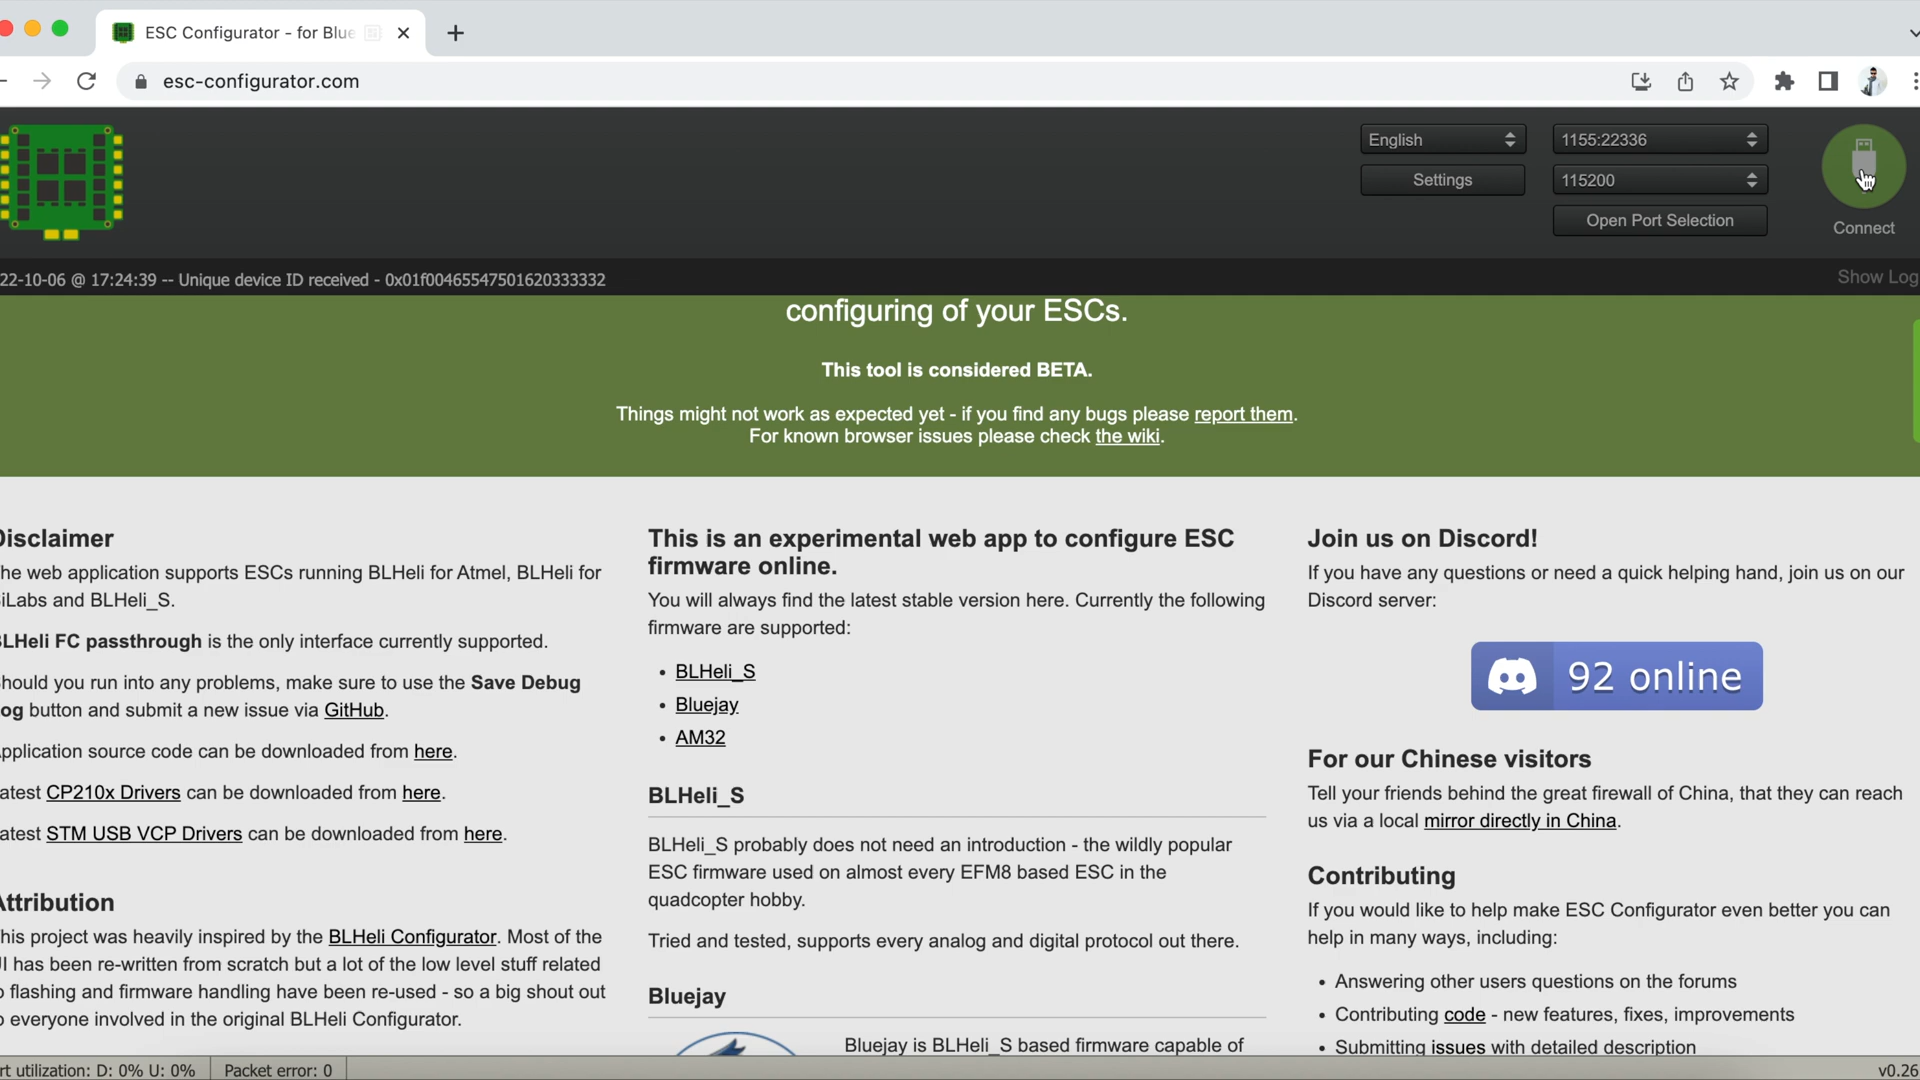 ESC Configurator - for Blue
esc-configurator.com
English
1155:22336
Settings
115200
Open Port Selection
Connect
22-10-06 @ 17:24:39 -- Unique device ID received - 0x01f00465547501620333332
Show Log
configuring of your ESCs.
This tool is considered BETA.
Things might not work as expected yet - if you find any bugs please report them.
For known browser issues please check the wiki.
Disclaimer
he web application supports ESCs running BLHeli for Atmel, BLHeli for
iLabs and BLHeli_S.
BLHeli FC passthrough is the only interface currently supported.
hould you run into any problems, make sure to use the Save Debug
og button and submit a new issue via GitHub.
pplication source code can be downloaded from here.
atest CP210x Drivers can be downloaded from here.
atest STM USB VCP Drivers can be downloaded from here.
Attribution
his project was heavily inspired by the BLHeli Configurator. Most of the
UI has been re-written from scratch but a lot of the low level stuff related
o flashing and firmware handling have been re-used - so a big shout out
o everyone involved in the original BLHeli Configurator.
This is an experimental web app to configure ESC
firmware online.
You will always find the latest stable version here. Currently the following
firmware are supported:
• BLHeli_S
• Bluejay
• AM32
BLHeli_S
BLHeli_S probably does not need an introduction - the wildly popular
ESC firmware used on almost every EFM8 based ESC in the
quadcopter hobby.
Tried and tested, supports every analog and digital protocol out there.
Bluejay
Bluejay is BLHeli_S based firmware capable of
Join us on Discord!
If you have any questions or need a quick helping hand, join us on our
Discord server:
92 online
For our Chinese visitors
Tell your friends behind the great firewall of China, that they can reach
us via a local mirror directly in China.
Contributing
If you would like to help make ESC Configurator even better you can
help in many ways, including:
• Answering other users questions on the forums
• Contributing code - new features, fixes, improvements
• Submitting issues with detailed description
rt utilization: D: 0% U: 0%
Packet error: 0
v0.26